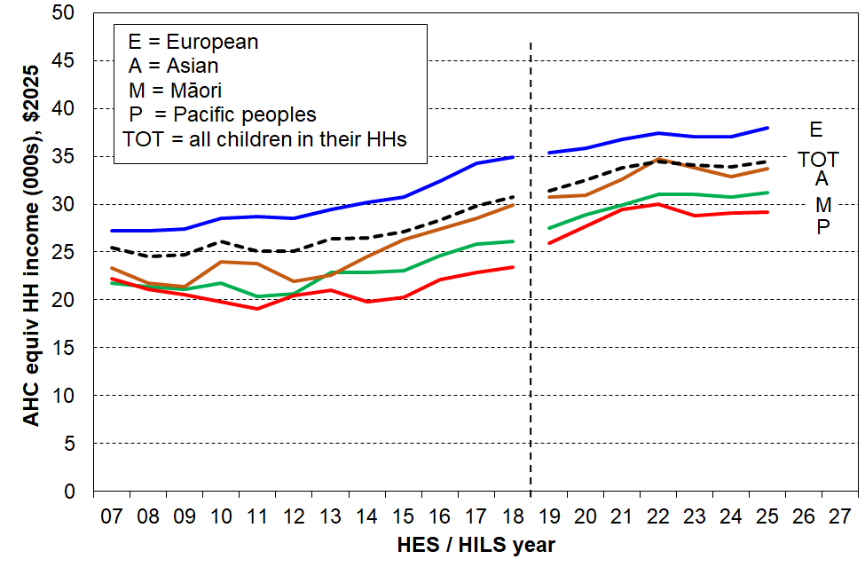 E = European
A = Asian
M = Māori
P = Pacific peoples
TOT = all children in their HHs
AHC equiv HH income (000s), $2025
50
45
40
35
30
25
20
15
10
5
0
E
TOT
A
M
P
07 08 09 10 11 12 13 14 15 16 17 18 19 20 21 22 23 24 25 26 27
HES / HILS year